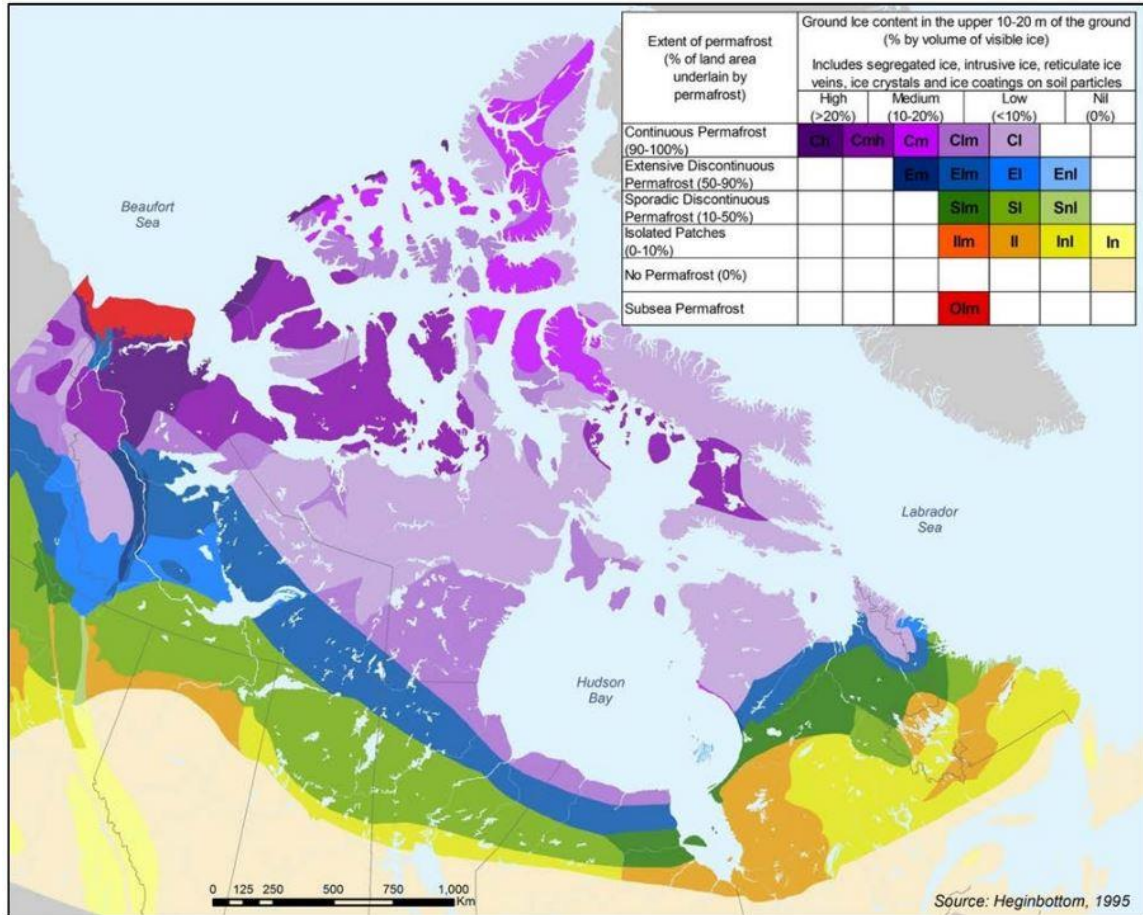 Extent of permafrost
(% of land area
underlain by
permafrost)
Ground Ice content in the upper 10-20 m of the ground
(% by volume of visible ice)
Includes segregated ice, intrusive ice, reticulate ice
veins, ice crystals and ice coatings on soil particles
High
(>20%)
Medium
(10-20%)
Low
(<10%)
Nil
(0%)
Continuous Permafrost
(90-100%)
Ch
Cmh
Cm
Clm
Cl
Extensive Discontinuous
Permafrost (50-90%)
Em
Elm
El
Enl
Sporadic Discontinuous
Permafrost (10-50%)
Slm
Sl
Snl
Isolated Patches
(0-10%)
Ilm
Il
Inl
In
No Permafrost (0%)
Subsea Permafrost
Olm
Beaufort
Sea
Labrador
Sea
Hudson
Bay
0 125 250 500 750 1,000
Km
Source: Heginbottom, 1995